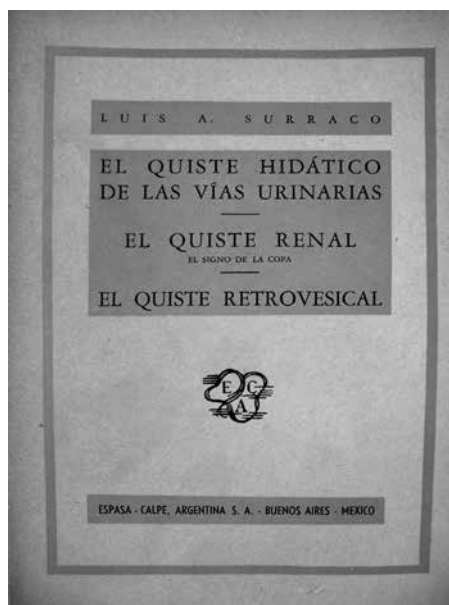 LUIS A. SURRACO
EL QUISTE HIDÁTICO
DE LAS VÍAS URINARIAS
EL QUISTE RENAL
EL SIGNO DE LA COPA
EL QUISTE RETROVESICAL
E C
A
ESPASA - CALPE, ARGENTINA S. A. - BUENOS AIRES - MEXICO